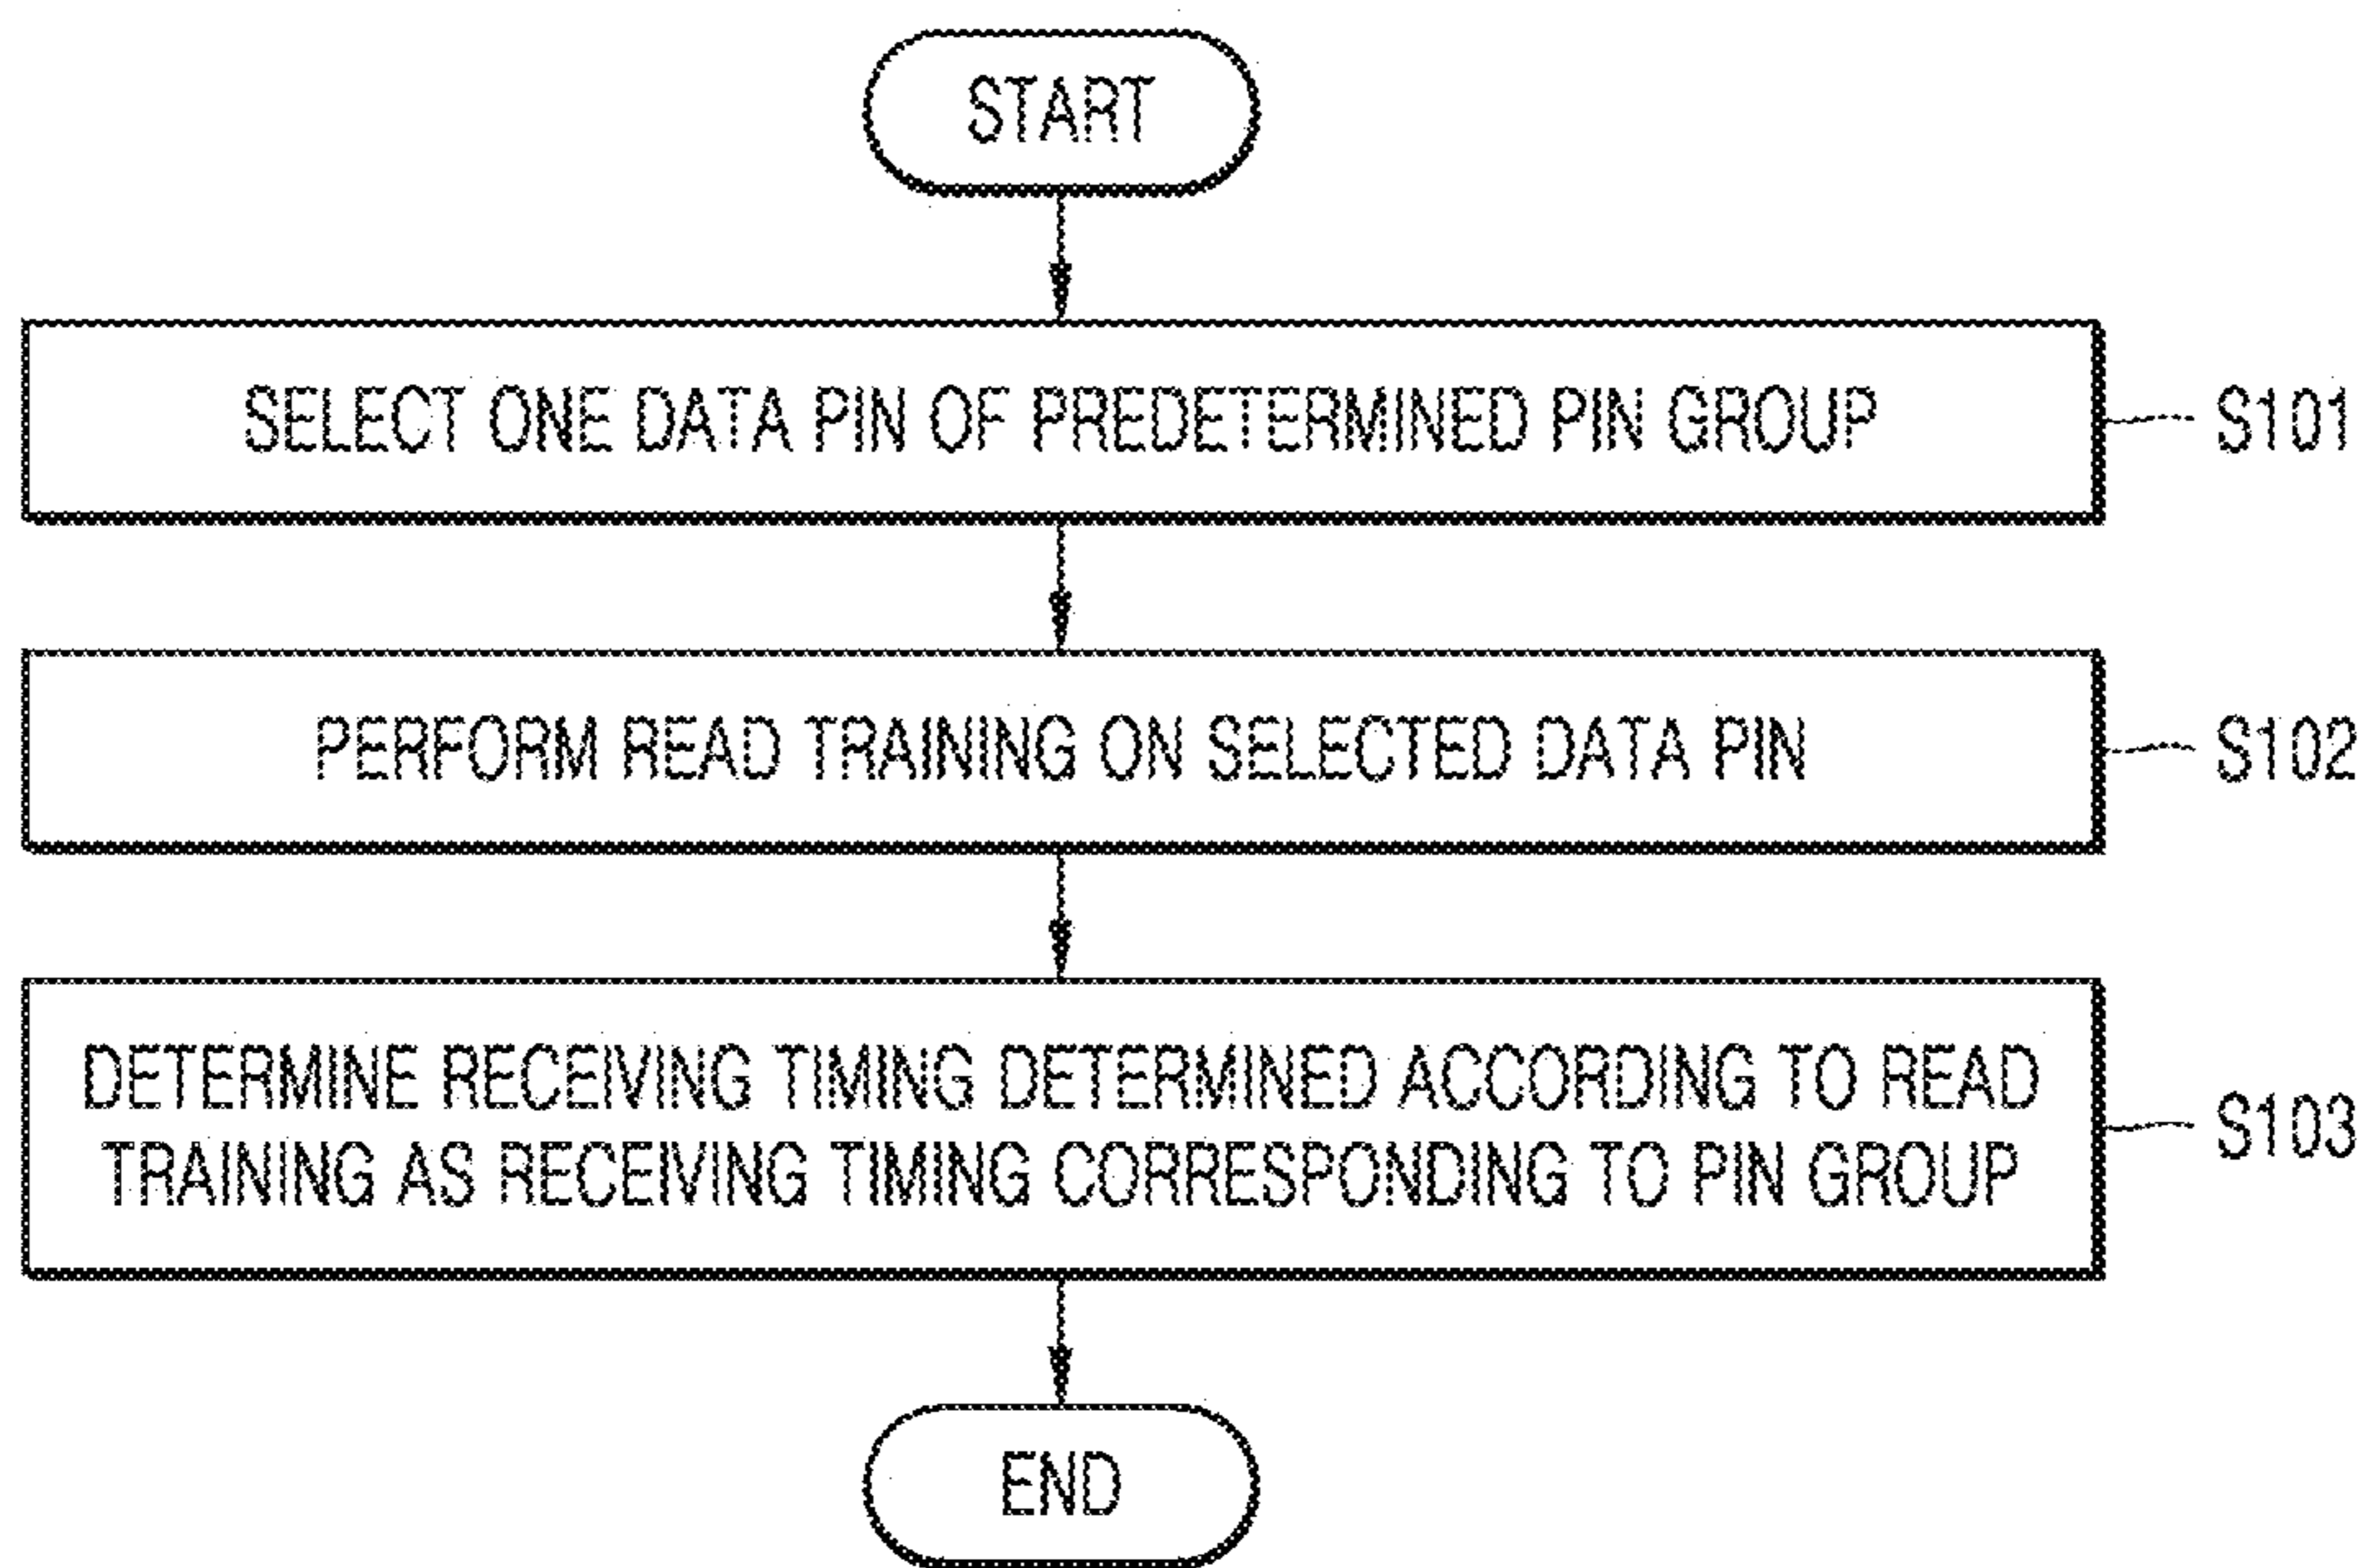 START
SELECT ONE DATA PIN OF PREDETERMINED PIN GROUP
S101
PERFORM READ TRAINING ON SELECTED DATA PIN
S102
DETERMINE RECEIVING TIMING DETERMINED ACCORDING TO READ
TRAINING AS RECEIVING TIMING CORRESPONDING TO PIN GROUP
S103
END